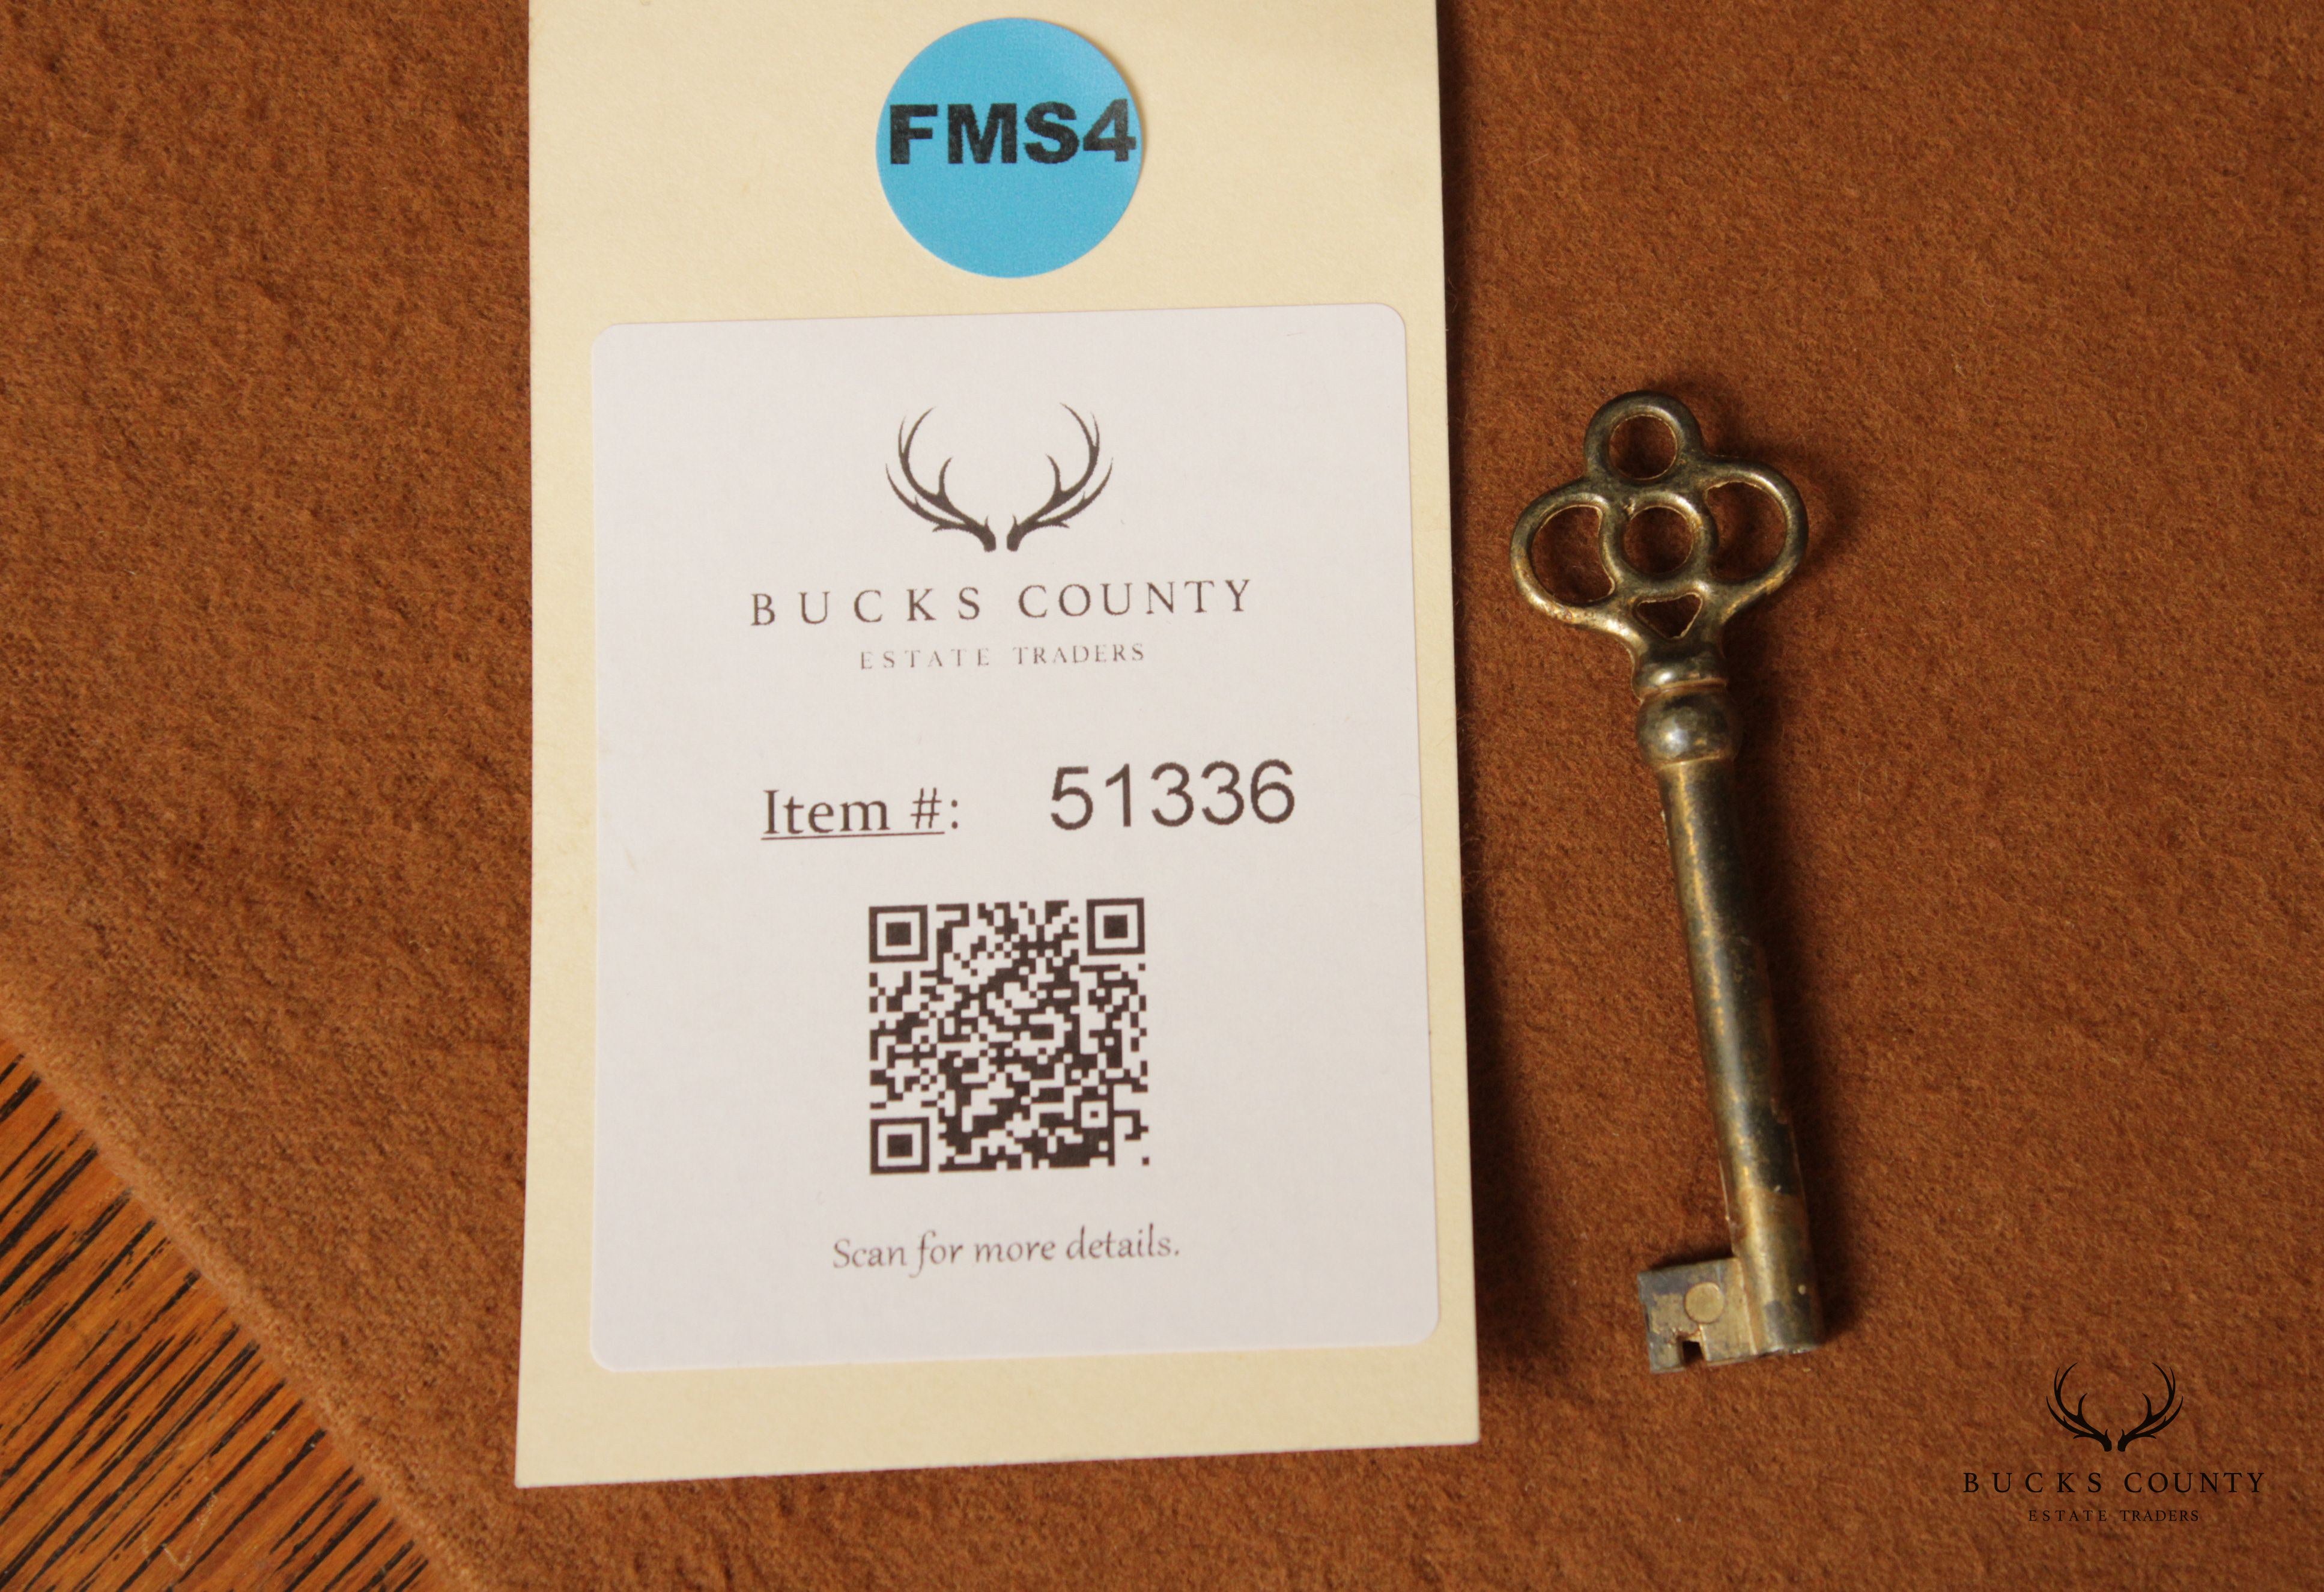 FMS4
BUCKS COUNTY
ESTATE TRADERS
Item #: 51336
Scan for more details.
BUCKS COUNTY
ESTATE TRADERS